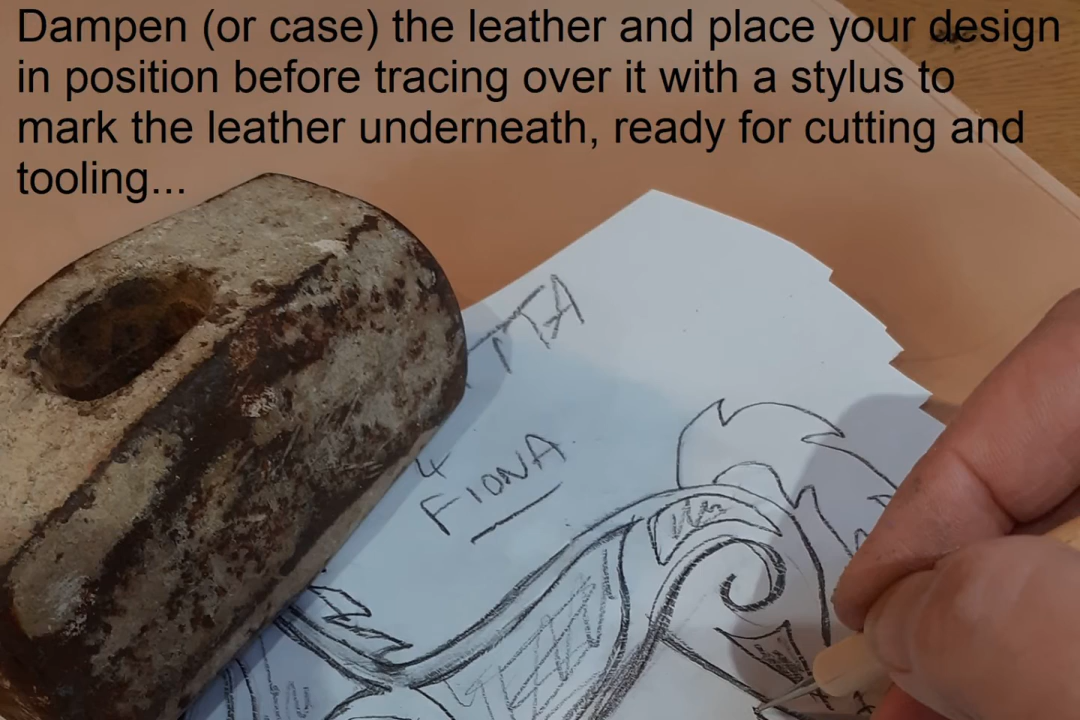 Dampen (or case) the leather and place your design
in position before tracing over it with a stylus to
mark the leather underneath, ready for cutting and
tooling...
4
FIONA